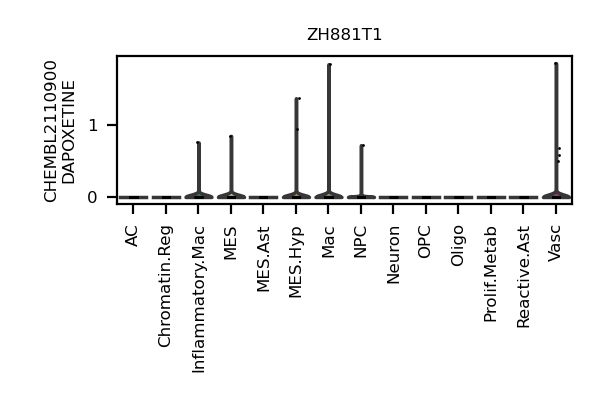 ZH881T1
CHEMBL2110900
DAPOXETINE
1
0
AC
Chromatin.Reg
Inflammatory.Mac
MES
MES.Ast
MES.Hyp
Mac
NPC
Neuron
OPC
Oligo
Prolif.Metab
Reactive.Ast
Vasc